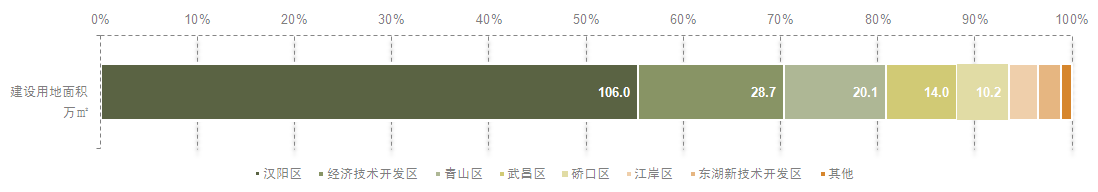 0% 10% 20% 30% 40% 50% 60% 70% 80% 90% 100%
建设用地面积
万㎡
106.0 28.7 20.1 14.0 10.2
汉阳区 经济技术开发区 青山区 武昌区 硚口区 江岸区 东湖新技术开发区 其他